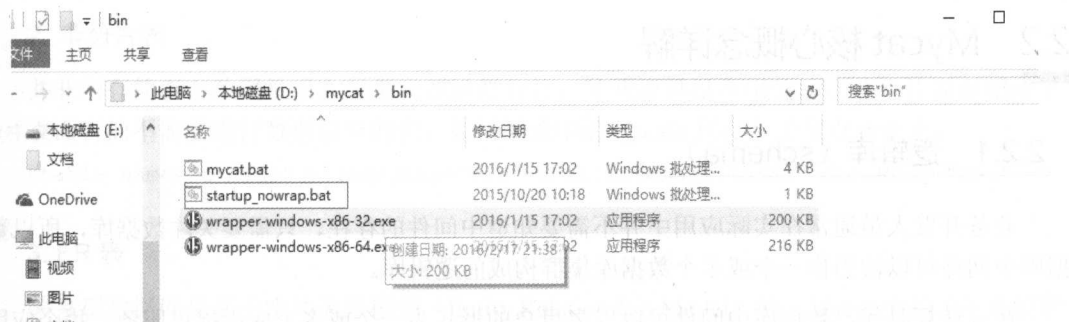 bin
文件 主页 共享 查看
此电脑 › 本地磁盘 (D:) › mycat › bin
搜索"bin"
本地磁盘 (E:)
文档
OneDrive
此电脑
视频
图片
名称 修改日期 类型 大小
mycat.bat 2016/1/15 17:02 Windows 批处理... 4 KB
startup_nowrap.bat 2015/10/20 10:18 Windows 批处理... 1 KB
wrapper-windows-x86-32.exe 2016/1/15 17:02 应用程序 200 KB
wrapper-windows-x86-64.ex 应用程序 216 KB
创建日期: 2016/2/17 21:38
大小: 200 KB